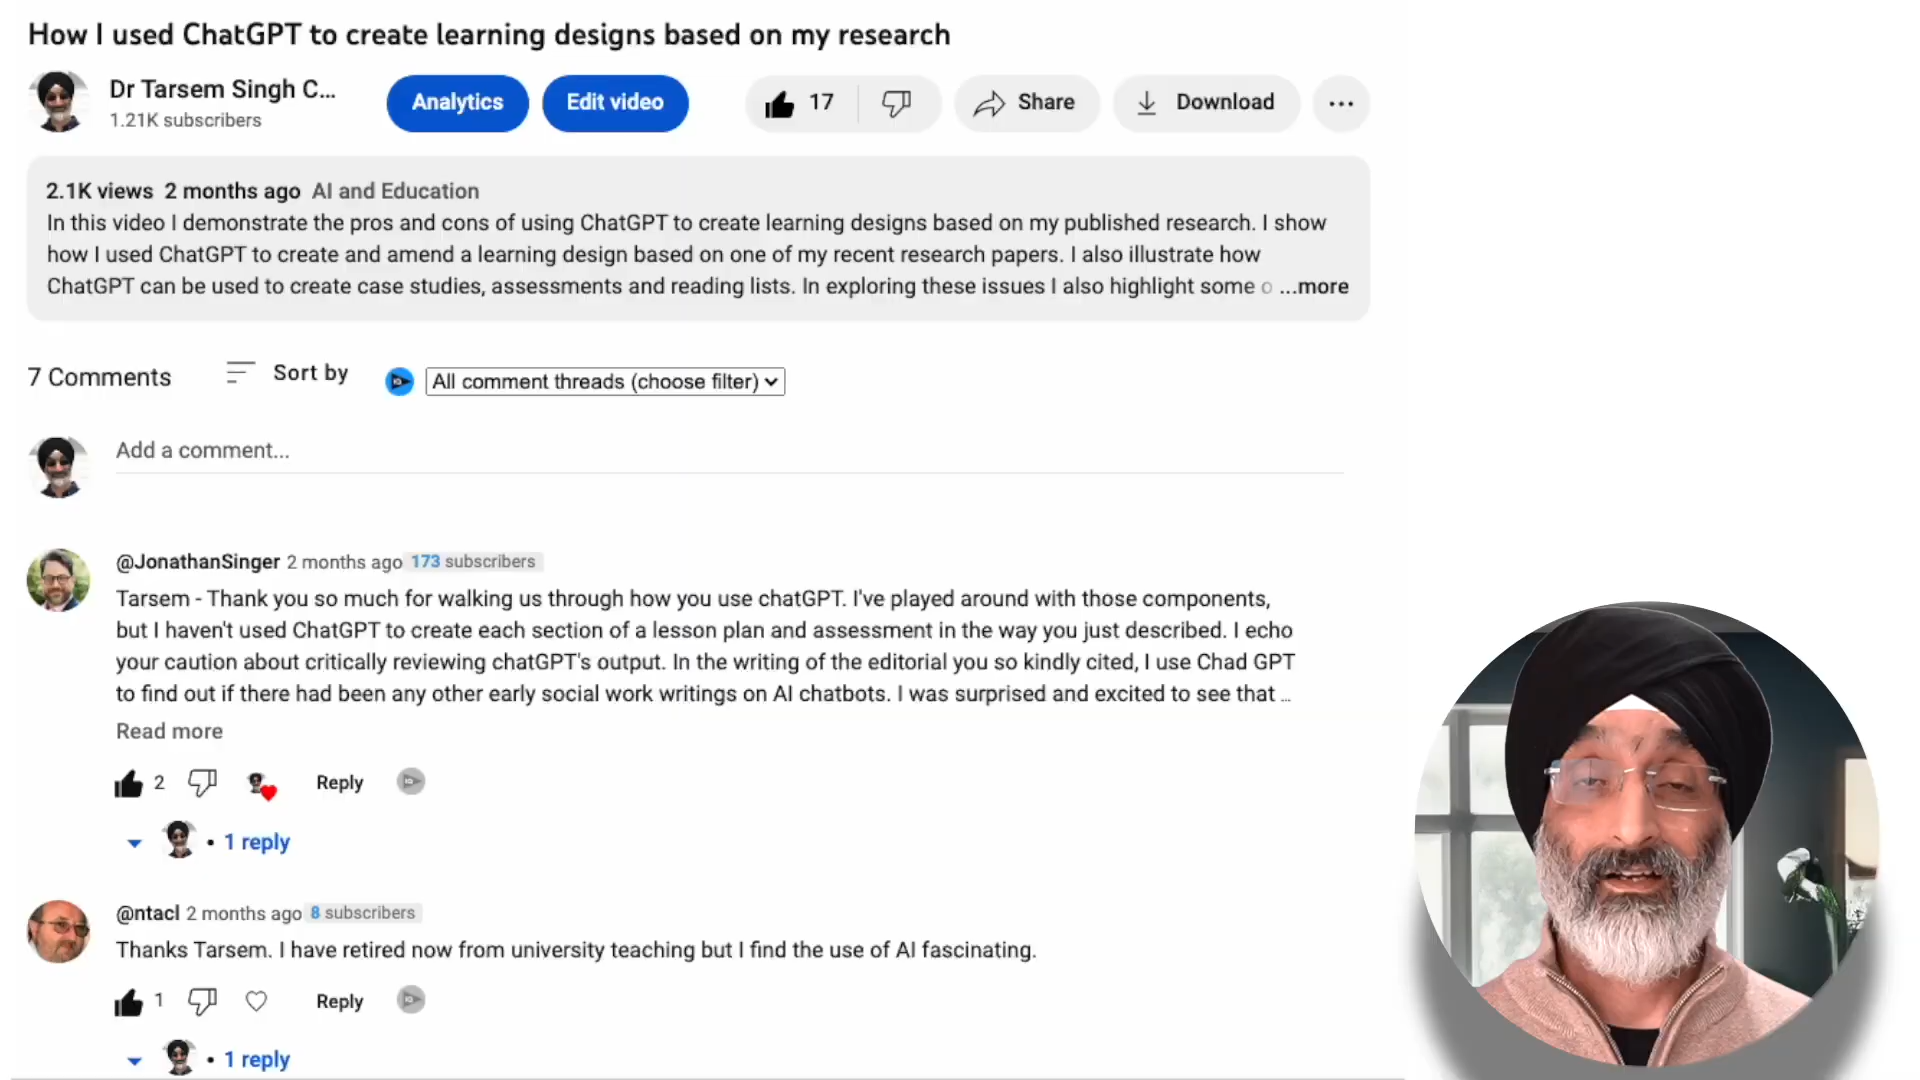 How I used ChatGPT to create learning designs based on my research
Dr Tarsem Singh C...
1.21K subscribers
Analytics
Edit video
17
Share
Download
2.1K views 2 months ago AI and Education
In this video I demonstrate the pros and cons of using ChatGPT to create learning designs based on my published research. I show
how I used ChatGPT to create and amend a learning design based on one of my recent research papers. I also illustrate how
ChatGPT can be used to create case studies, assessments and reading lists. In exploring these issues I also highlight some o ...more
7 Comments
Sort by
All comment threads (choose filter)
Add a comment...
@JonathanSinger 2 months ago 173 subscribers
Tarsem - Thank you so much for walking us through how you use chatGPT. I've played around with those components,
but I haven't used ChatGPT to create each section of a lesson plan and assessment in the way you just described. I echo
your caution about critically reviewing chatGPT's output. In the writing of the editorial you so kindly cited, I use Chad GPT
to find out if there had been any other early social work writings on AI chatbots. I was surprised and excited to see that ...
Read more
2
Reply
1 reply
@ntacl 2 months ago 8 subscribers
Thanks Tarsem. I have retired now from university teaching but I find the use of AI fascinating.
1
Reply
1 reply